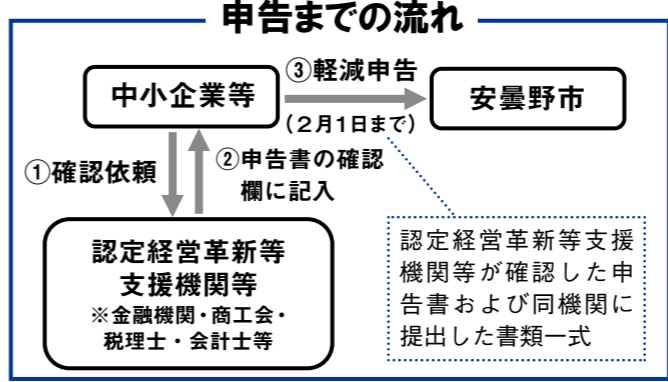 申告までの流れ
中小企業等
③軽減申告
(2月1日まで)
安曇野市
①確認依頼
②申告書の確認
欄に記入
認定経営革新等
支援機関等
※金融機関・商工会・
税理士・会計士等
認定経営革新等支援
機関等が確認した申
告書および同機関に
提出した書類一式